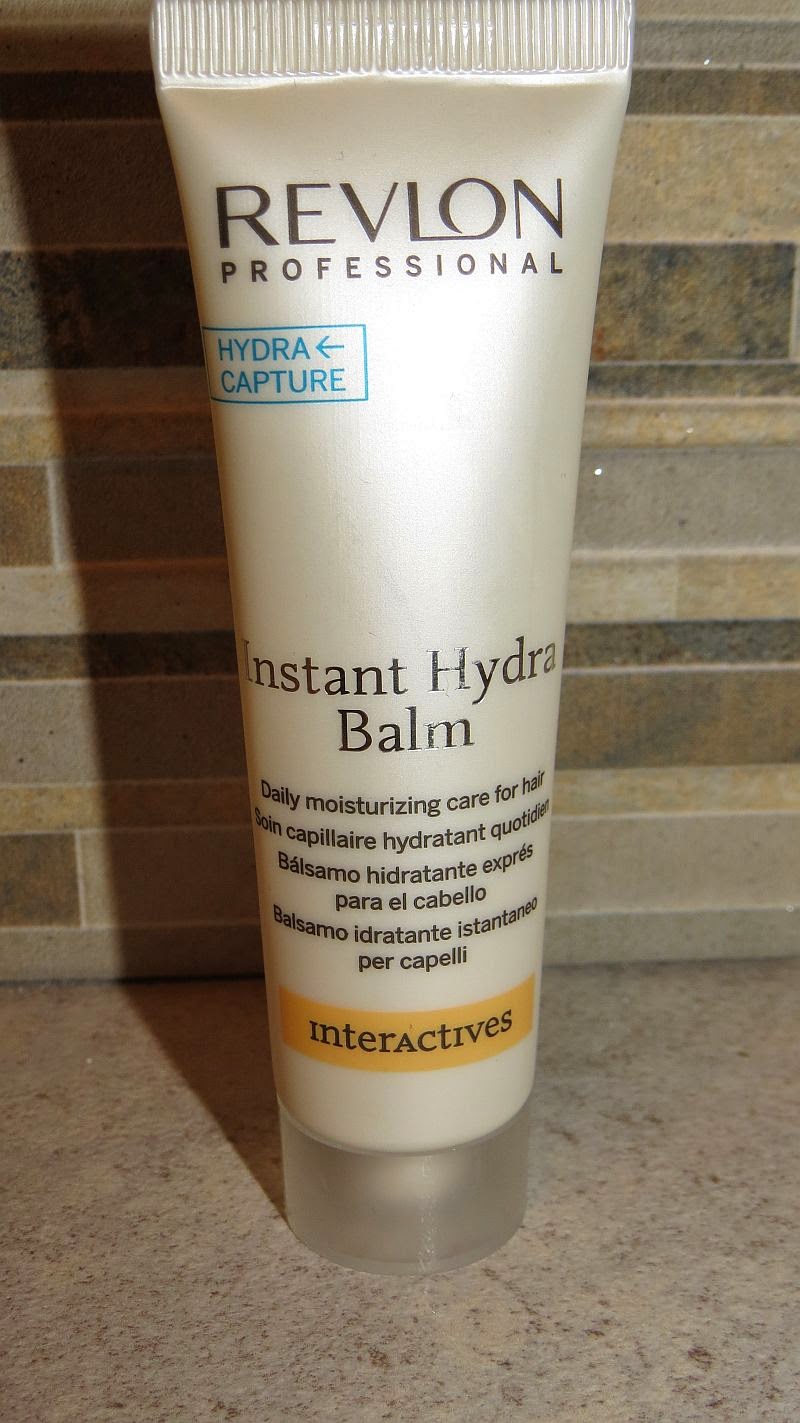 REVLON
PROFESSIONAL
HYDRA←
CAPTURE
Instant Hydra
Balm
Daily moisturizing care for hair
Soin capillaire hydratant quotidien
Bálsamo hidratante exprés
para el cabello
Balsamo idratante istantaneo
per capelli
interactives